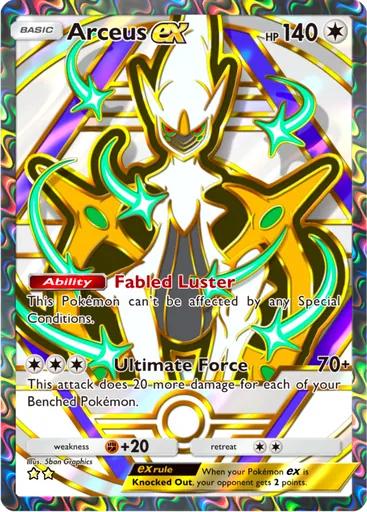 BASIC Arceus ex HP 140
Ability Fabled Luster
This Pokémon can't be affected by any Special
Conditions.
Ultimate Force 70+
This attack does 20 more damage for each of your
Benched Pokémon.
weakness +20 retreat
Illus. 5ban Graphics
ex rule When your Pokémon ex is
Knocked Out, your opponent gets 2 points.